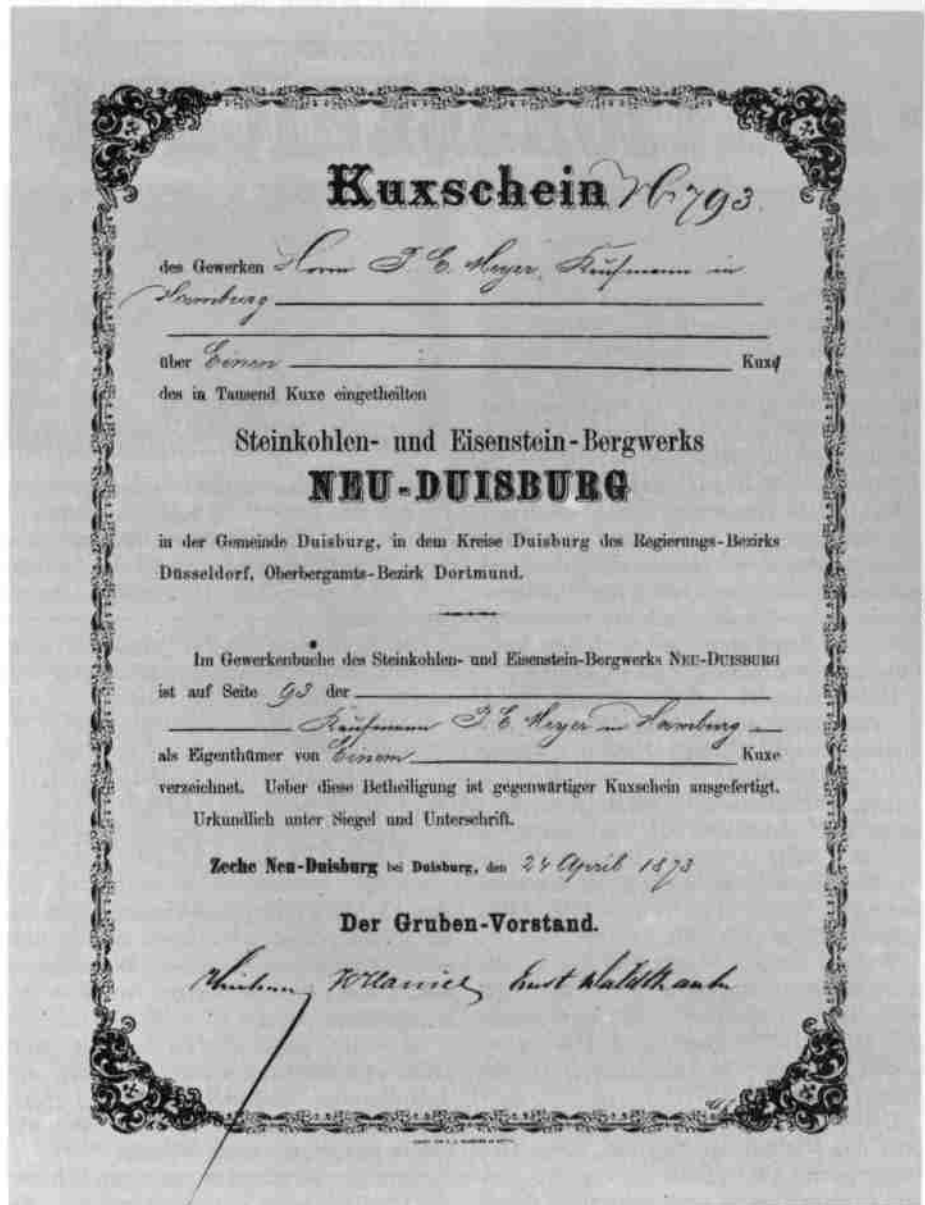 Kuxschein No 793.
des Gewerken Herrn J. E. Meyer, Kaufmann in
Hamburg
über Einen Kux
des in Tausend Kuxe eingetheilten
Steinkohlen- und Eisenstein-Bergwerks
NEU-DUISBURG
in der Gemeinde Duisburg, in dem Kreise Duisburg des Regierungs-Bezirks
Düsseldorf, Oberbergamts-Bezirk Dortmund.
Im Gewerkenbuche des Steinkohlen- und Eisenstein-Bergwerks NEU-DUISBURG
ist auf Seite 93 der
Kaufmann J. E. Meyer in Hamburg
als Eigenthümer von Einem Kuxe
verzeichnet. Ueber diese Betheiligung ist gegenwärtiger Kuxschein ausgefertigt.
Urkundlich unter Siegel und Unterschrift.
Zeche Neu-Duisburg bei Duisburg, den 24 April 1873
Der Gruben-Vorstand.
Ernst Waldthausen